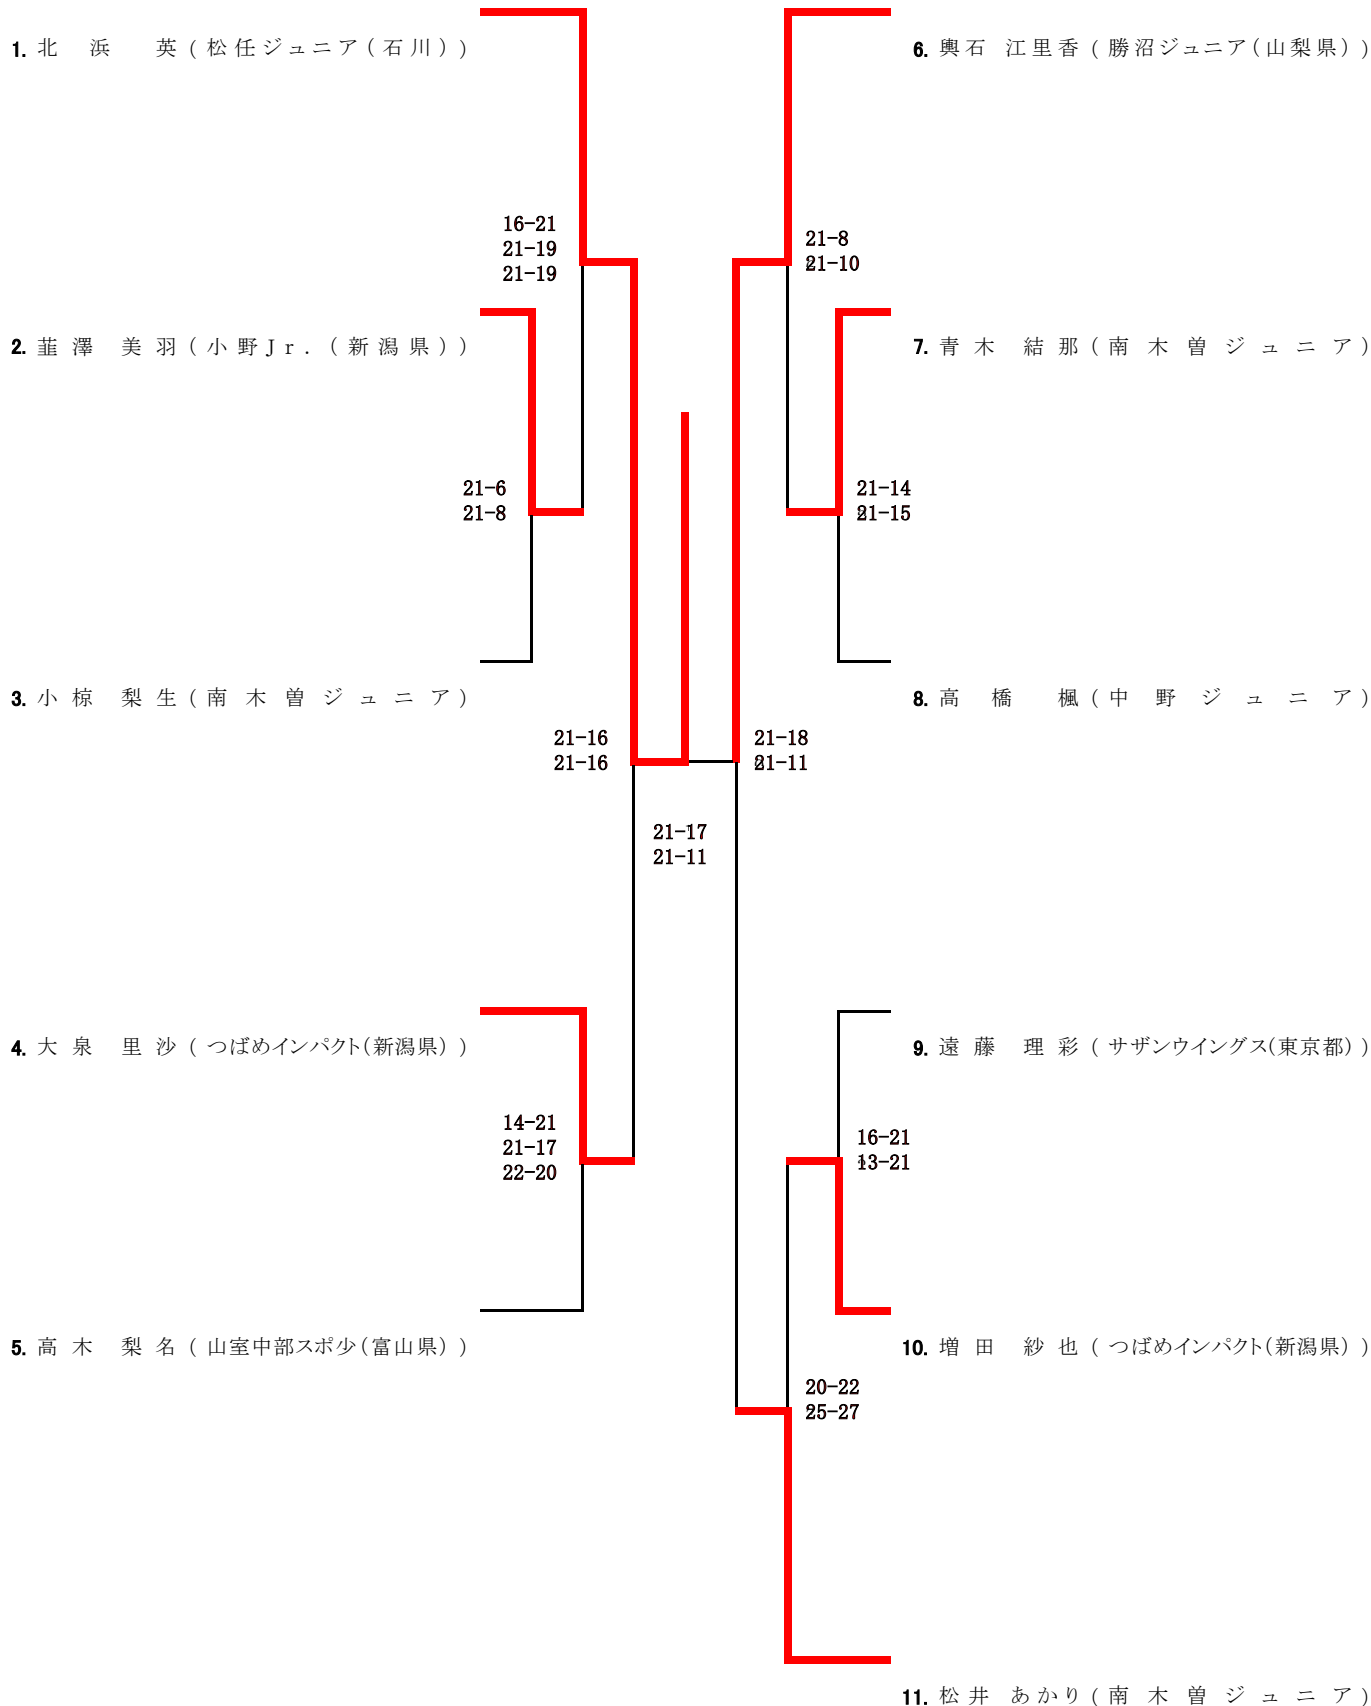 1. 北 浜 英 ( 松任ジュニア(石川) )
6. 輿石 江里香 ( 勝沼ジュニア(山梨県) )
16-21
21-19
21-19
21-8
21-10
2. 韮澤 美羽 ( 小野Jr.(新潟県) )
7. 青木 結那 ( 南木曽ジュニア )
21-6
21-8
21-14
21-15
3. 小椋 梨生 ( 南木曽ジュニア )
8. 高橋 楓 ( 中野ジュニア )
21-16
21-16
21-18
21-11
21-17
21-11
4. 大泉 里沙 ( つばめインパクト(新潟県) )
9. 遠藤 理彩 ( サザンウイングス(東京都) )
14-21
21-17
22-20
16-21
13-21
5. 高木 梨名 ( 山室中部スポ少(富山県) )
10. 増田 紗也 ( つばめインパクト(新潟県) )
20-22
25-27
11. 松井 あかり ( 南木曽ジュニア )